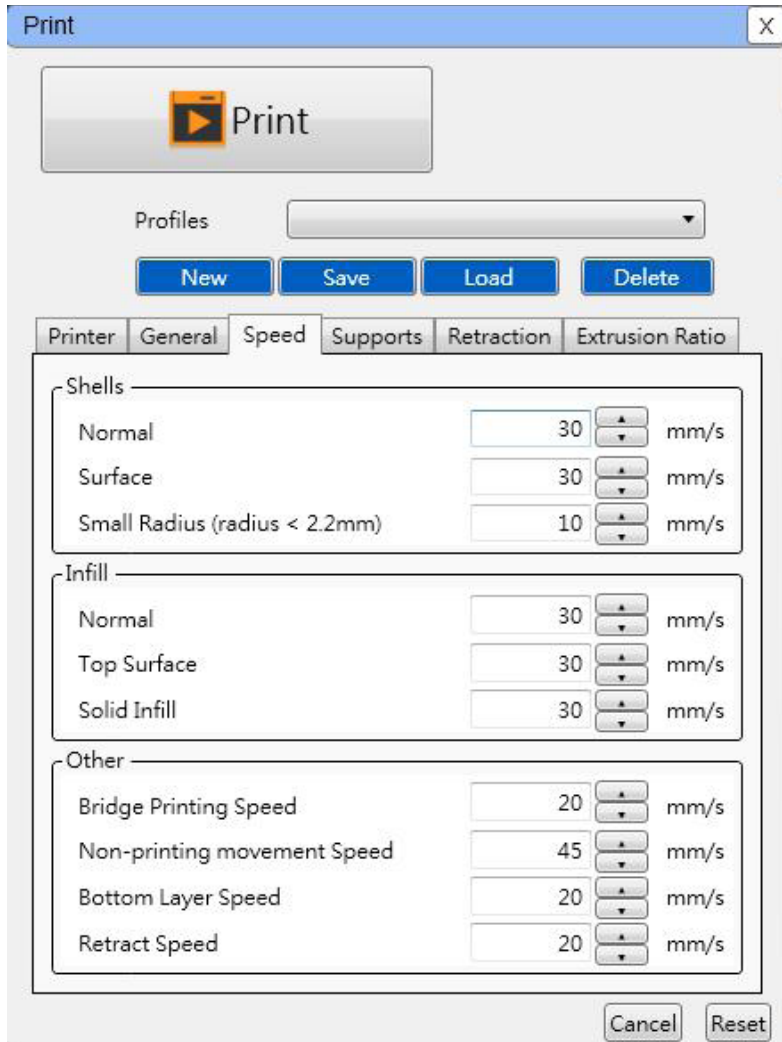 Print X
Print
Profiles
New Save Load Delete
Printer General Speed Supports Retraction Extrusion Ratio
Shells
Normal 30 mm/s
Surface 30 mm/s
Small Radius (radius < 2.2mm) 10 mm/s
Infill
Normal 30 mm/s
Top Surface 30 mm/s
Solid Infill 30 mm/s
Other
Bridge Printing Speed 20 mm/s
Non-printing movement Speed 45 mm/s
Bottom Layer Speed 20 mm/s
Retract Speed 20 mm/s
Cancel Reset